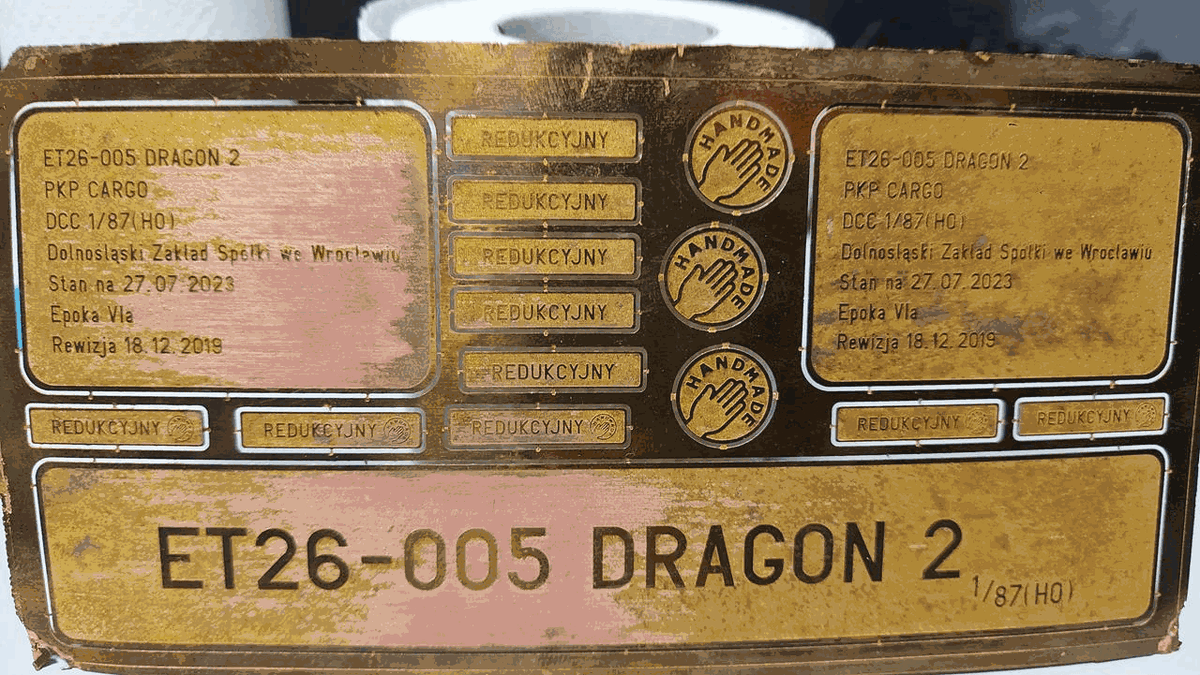 ET26-005 DRAGON 2
PKP CARGO
DCC 1/87(HO)
Dolnosląski Zakład Spółki we Wrocławiu
Stan na 27.07.2023
Epoka VIa
Rewizja 18.12.2019
REDUKCYJNY
REDUKCYJNY
REDUKCYJNY
REDUKCYJNY
REDUKCYJNY
REDUKCYJNY
HANDMADE
HANDMADE
HANDMADE
ET26-005 DRAGON 2
PKP CARGO
DCC 1/87(HO)
Dolnosląski Zakład Spółki we Wrocławiu
Stan na 27.07.2023
Epoka VIa
Rewizja 18.12.2019
REDUKCYJNY
REDUKCYJNY
REDUKCYJNY
REDUKCYJNY
ET26-005 DRAGON 2
1/87(HO)